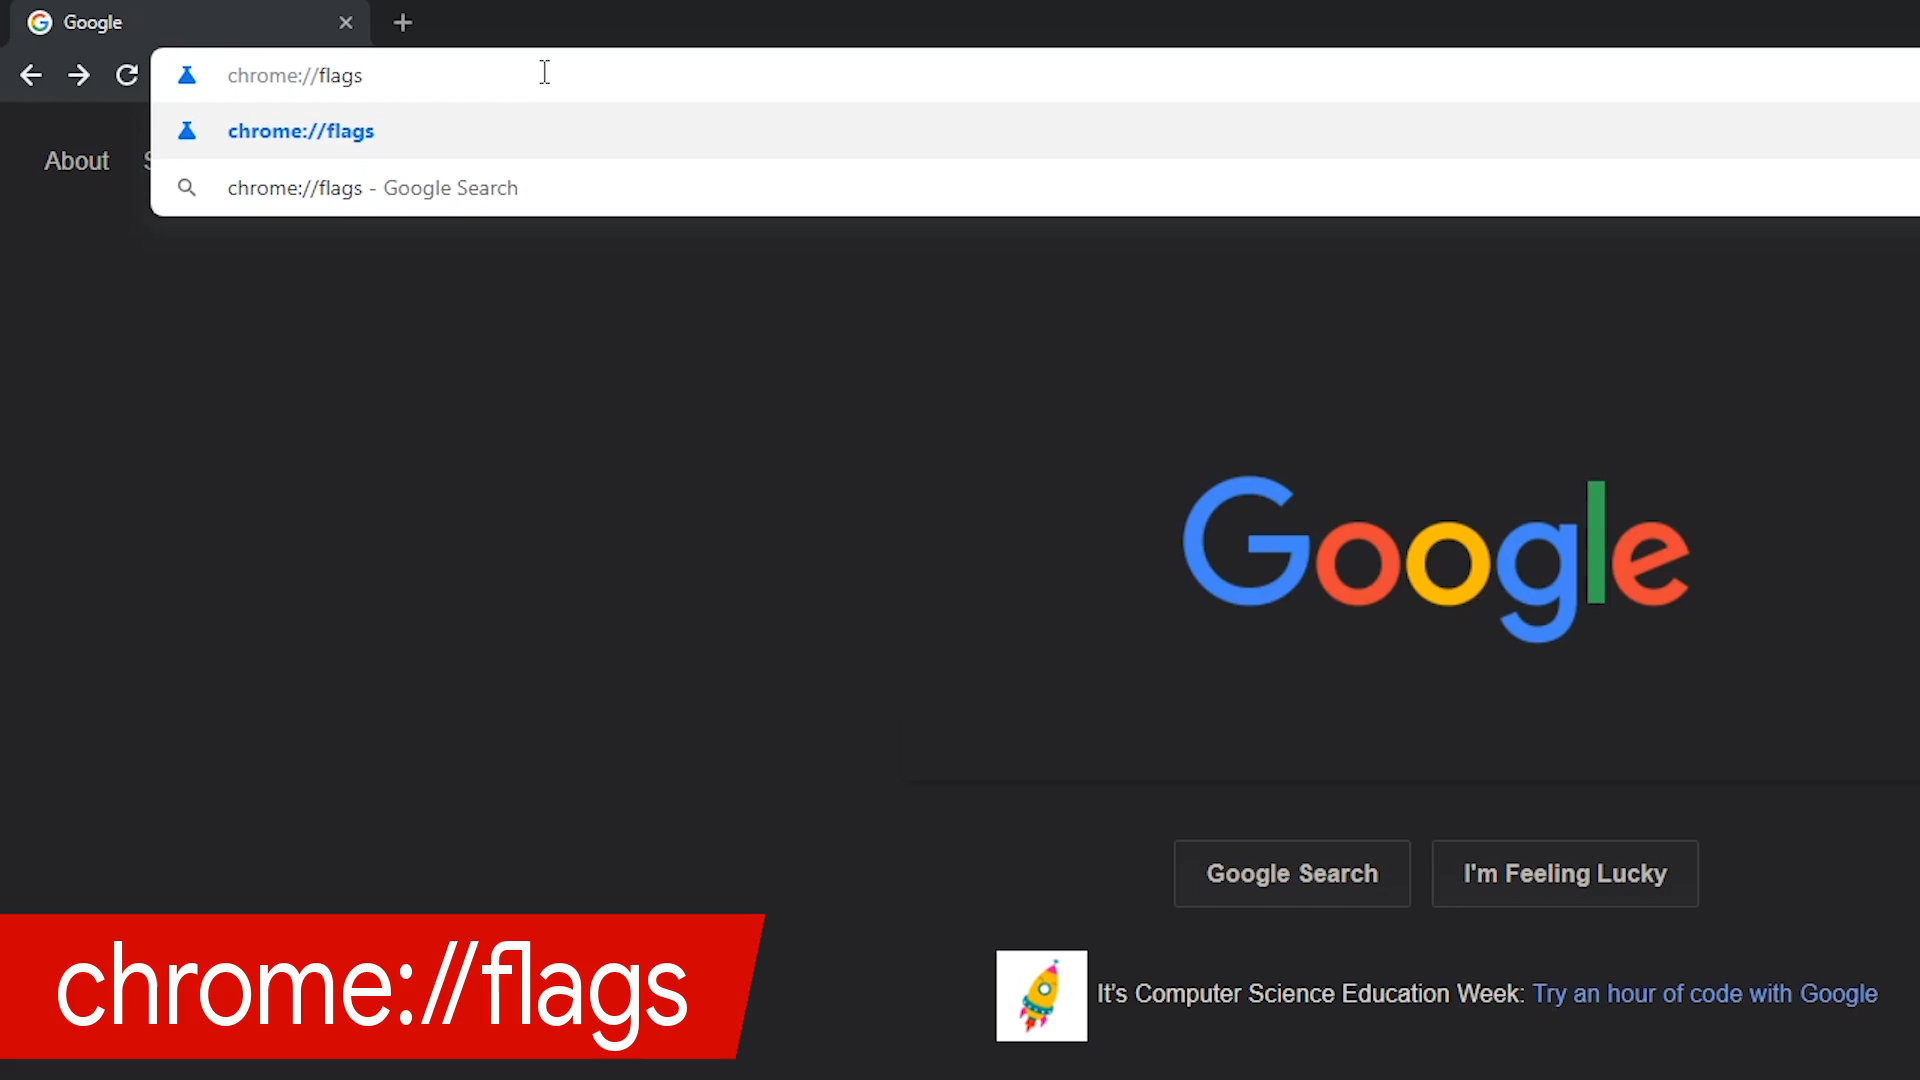 Google
chrome://flags
chrome://flags
chrome://flags - Google Search
About
Google
Google Search
I'm Feeling Lucky
It's Computer Science Education Week: Try an hour of code with Google
chrome://flags